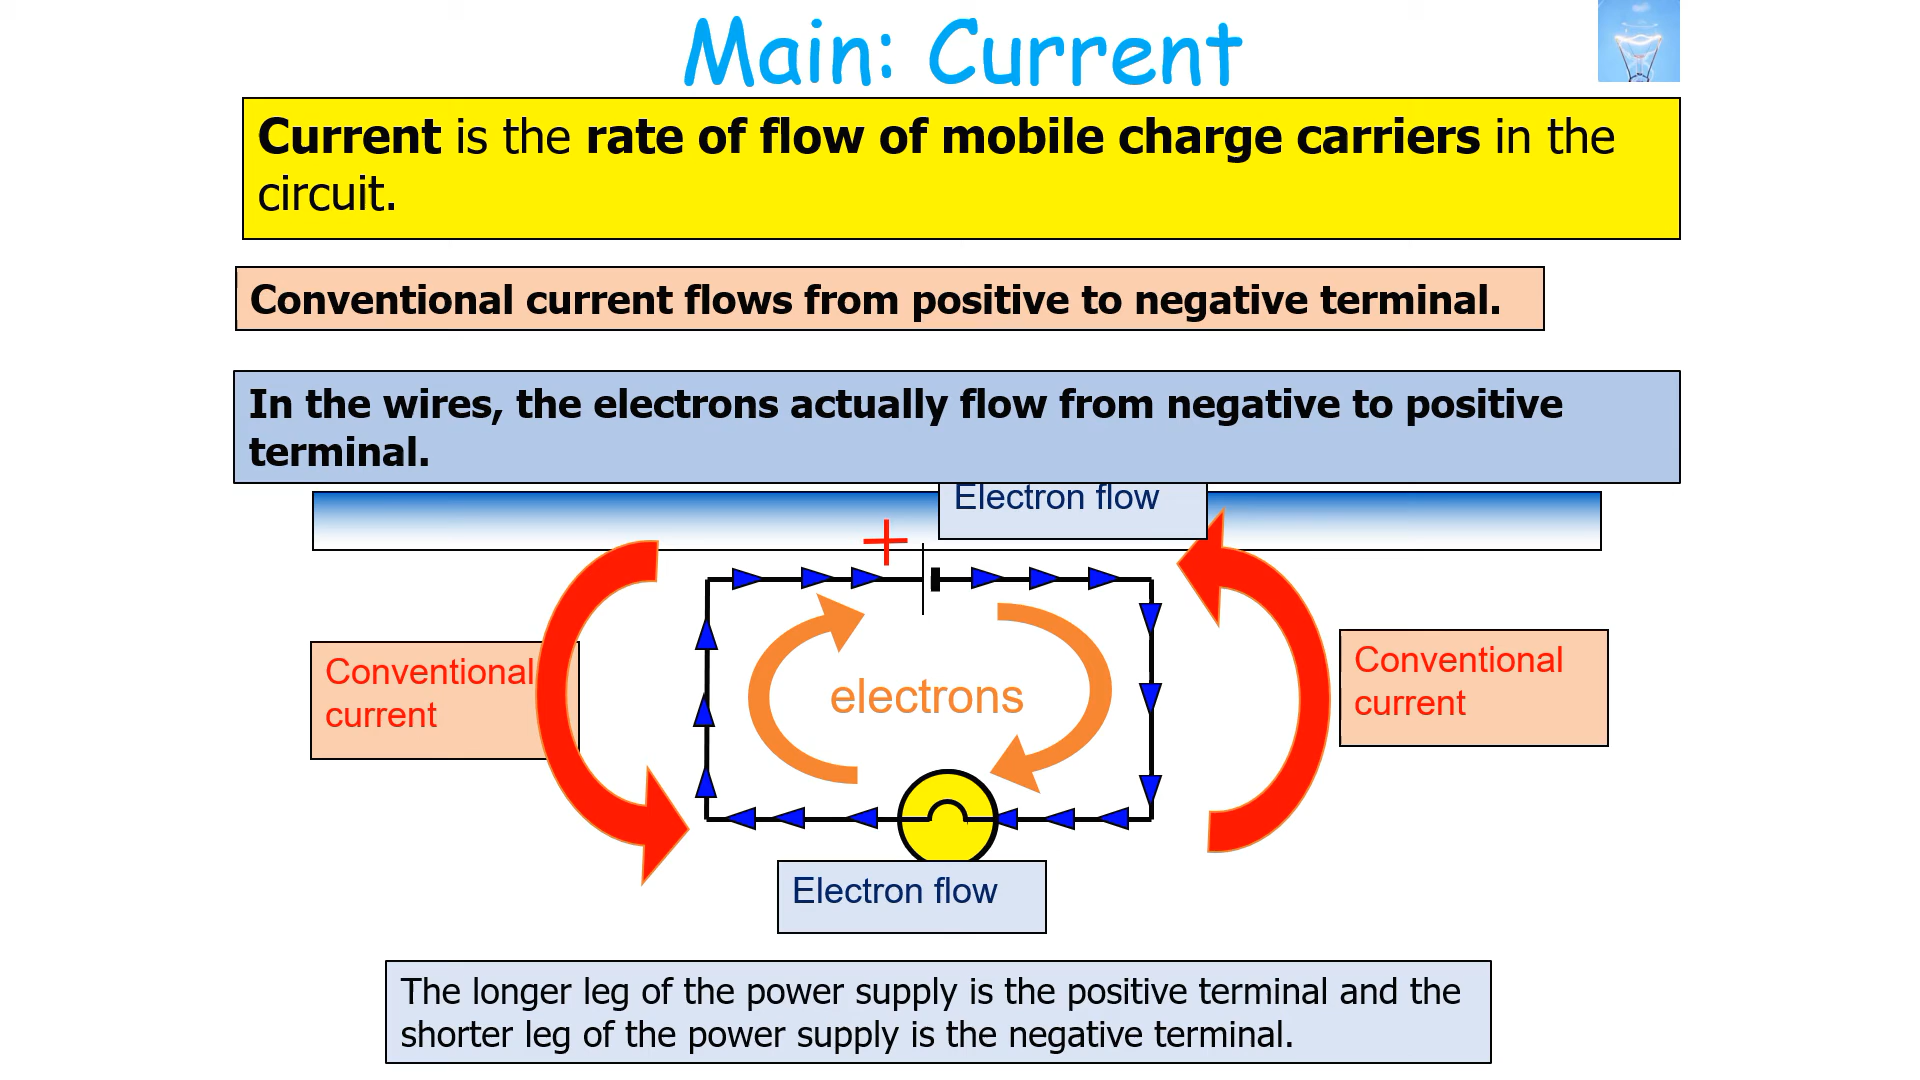 Main: Current
Current is the rate of flow of mobile charge carriers in the
circuit.
Conventional current flows from positive to negative terminal.
In the wires, the electrons actually flow from negative to positive
terminal.
Electron flow
+
Conventional
current
electrons
Conventional
current
Electron flow
The longer leg of the power supply is the positive terminal and the
shorter leg of the power supply is the negative terminal.